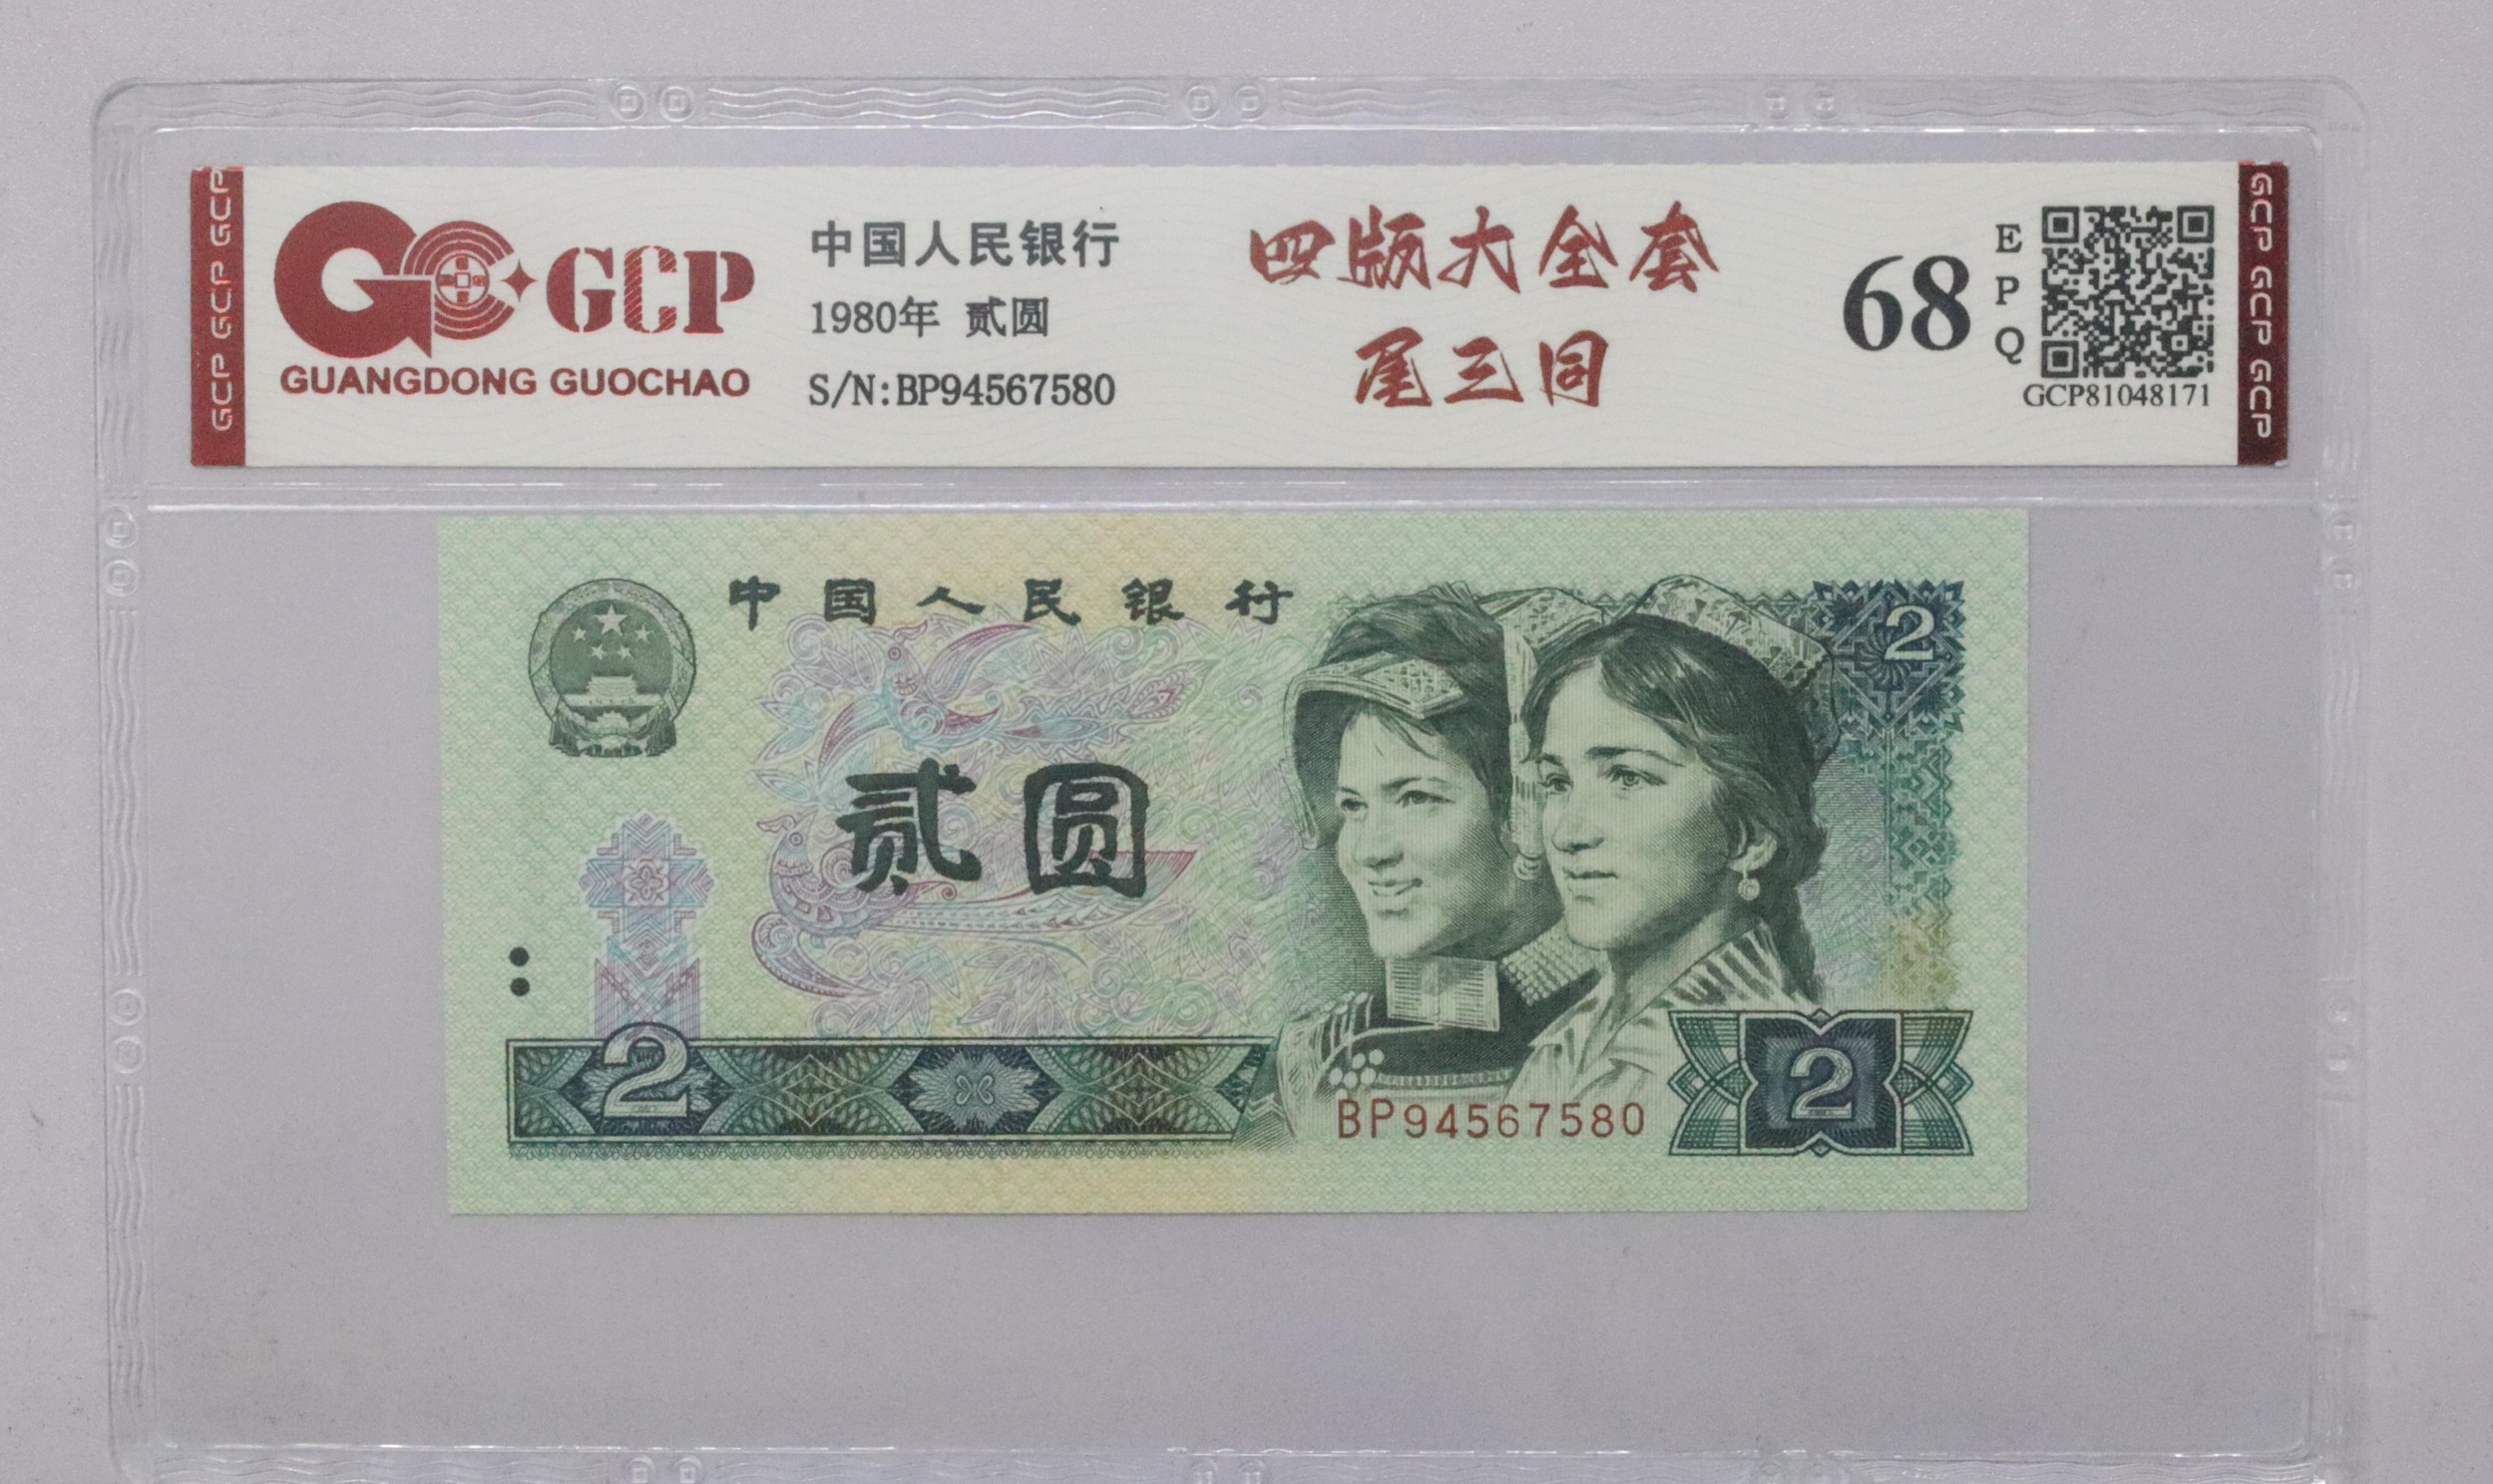 GCP GCP GCP
GCP
GUANGDONG GUOCHAO
中国人民银行
1980年 贰圆
S/N:BP94567580
四版大全套
尾三同
68
E
P
Q
GCP81048171
GCP GCP GCP
中国人民银行
2
贰圆
2
2
BP94567580